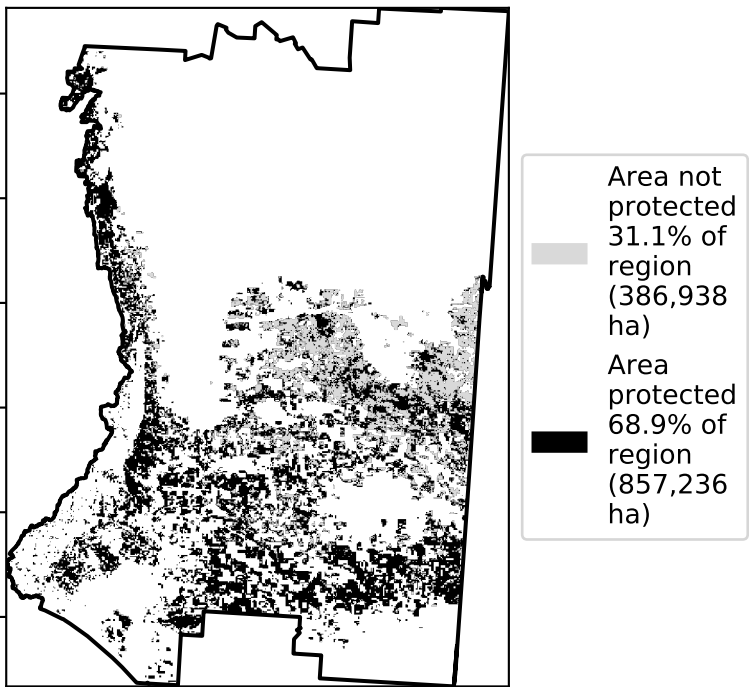 Area not
protected
31.1% of
region
(386,938
ha)
Area
protected
68.9% of
region
(857,236
ha)